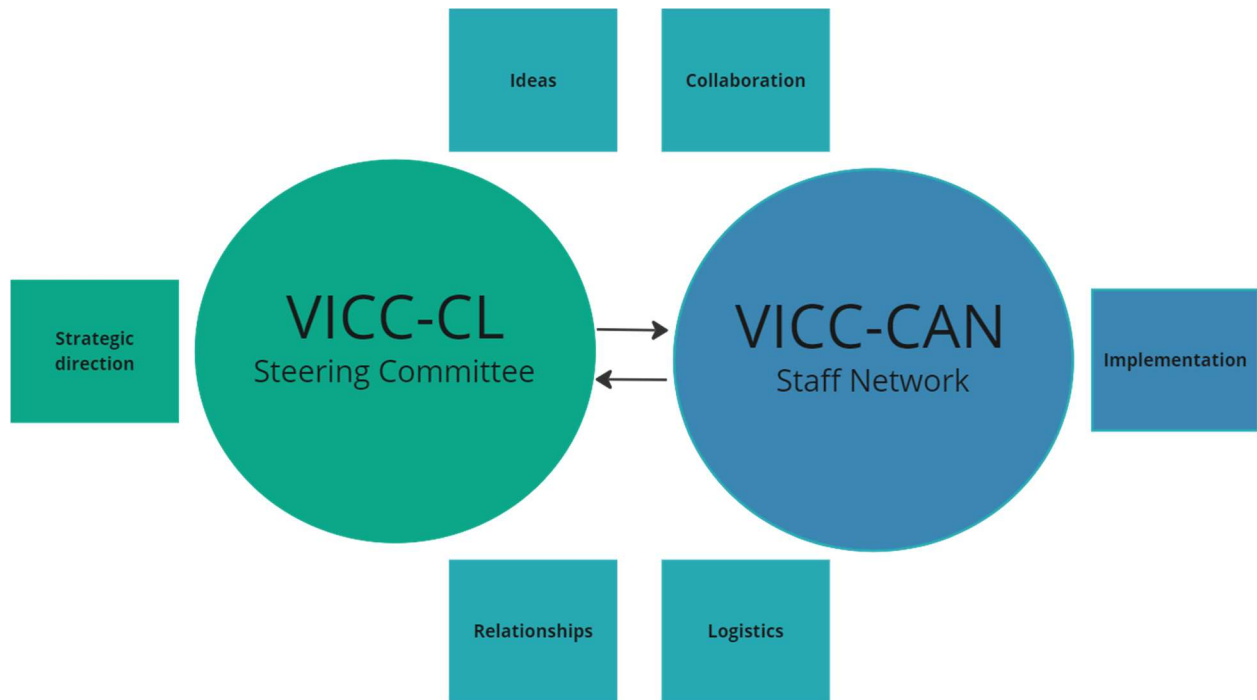 Ideas
Collaboration
Strategic
direction
VICC-CL
Steering Committee
VICC-CAN
Staff Network
Implementation
Relationships
Logistics